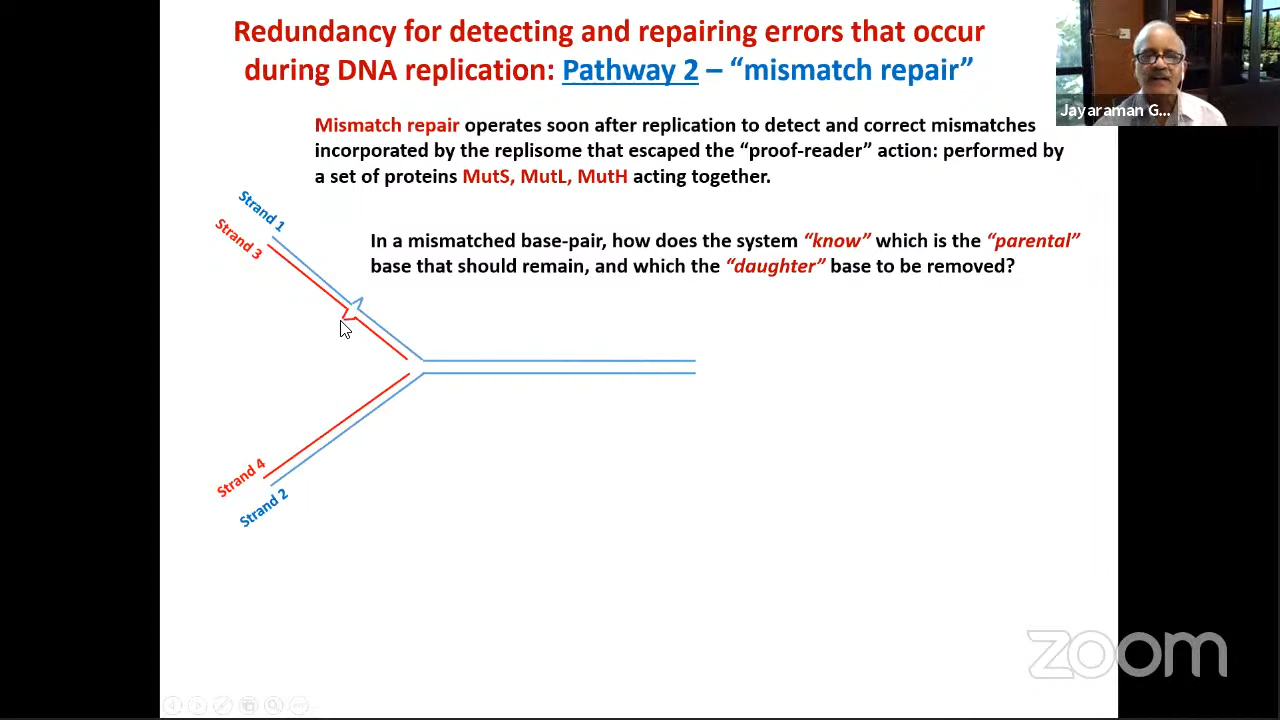 Redundancy for detecting and repairing errors that occur
during DNA replication: Pathway 2 – “mismatch repair”
Jayaraman G...
Mismatch repair operates soon after replication to detect and correct mismatches
incorporated by the replisome that escaped the “proof-reader” action: performed by
a set of proteins MutS, MutL, MutH acting together.
Strand 1
Strand 3
In a mismatched base-pair, how does the system “know” which is the “parental”
base that should remain, and which the “daughter” base to be removed?
Strand 4
Strand 2
zoom